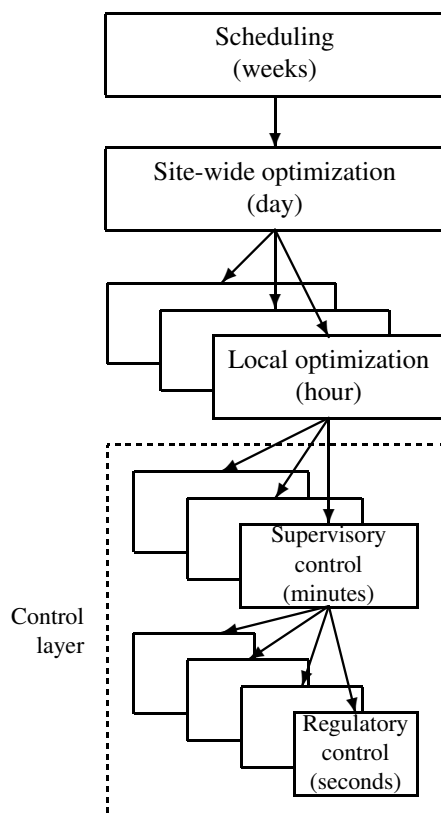 Scheduling
(weeks)
Site-wide optimization
(day)
Local optimization
(hour)
Supervisory
control
(minutes)
Control
layer
Regulatory
control
(seconds)